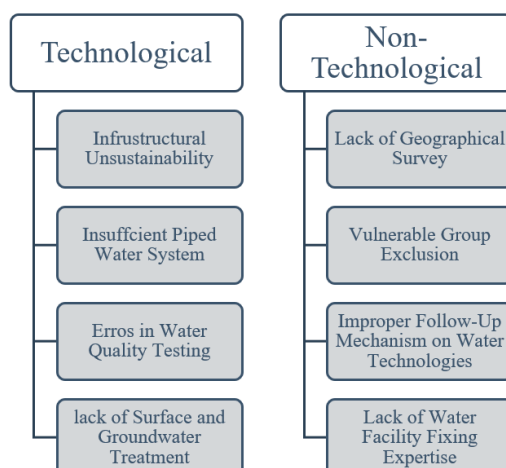 Technological
Infrustructural
Unsustainability
Insuffcient Piped
Water System
Erros in Water
Quality Testing
lack of Surface and
Groundwater
Treatment
Non-
Technological
Lack of Geographical
Survey
Vulnerable Group
Exclusion
Improper Follow-Up
Mechanism on Water
Technologies
Lack of Water
Facility Fixing
Expertise